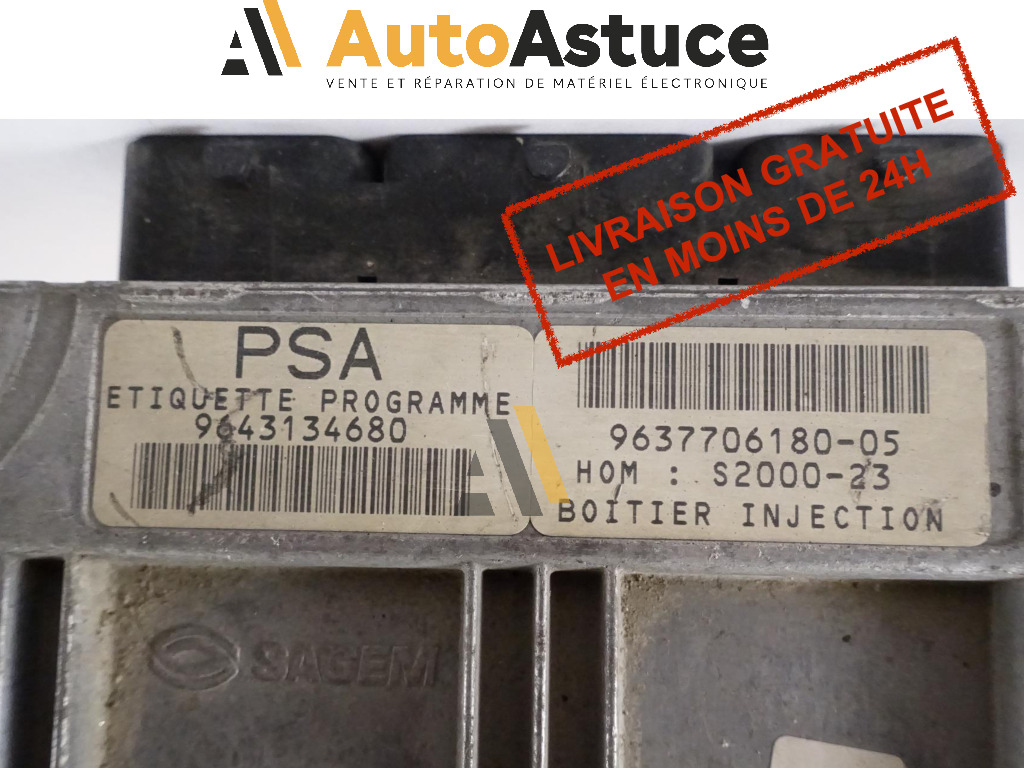 AutoAstuce
VENTE ET RÉPARATION DE MATÉRIEL ÉLECTRONIQUE
LIVRAISON GRATUITE
EN MOINS DE 24H
PSA
ETIQUETTE PROGRAMME
9643134680
9637706180-05
HOM : S2000-23
BOITIER INJECTION
SAGEM